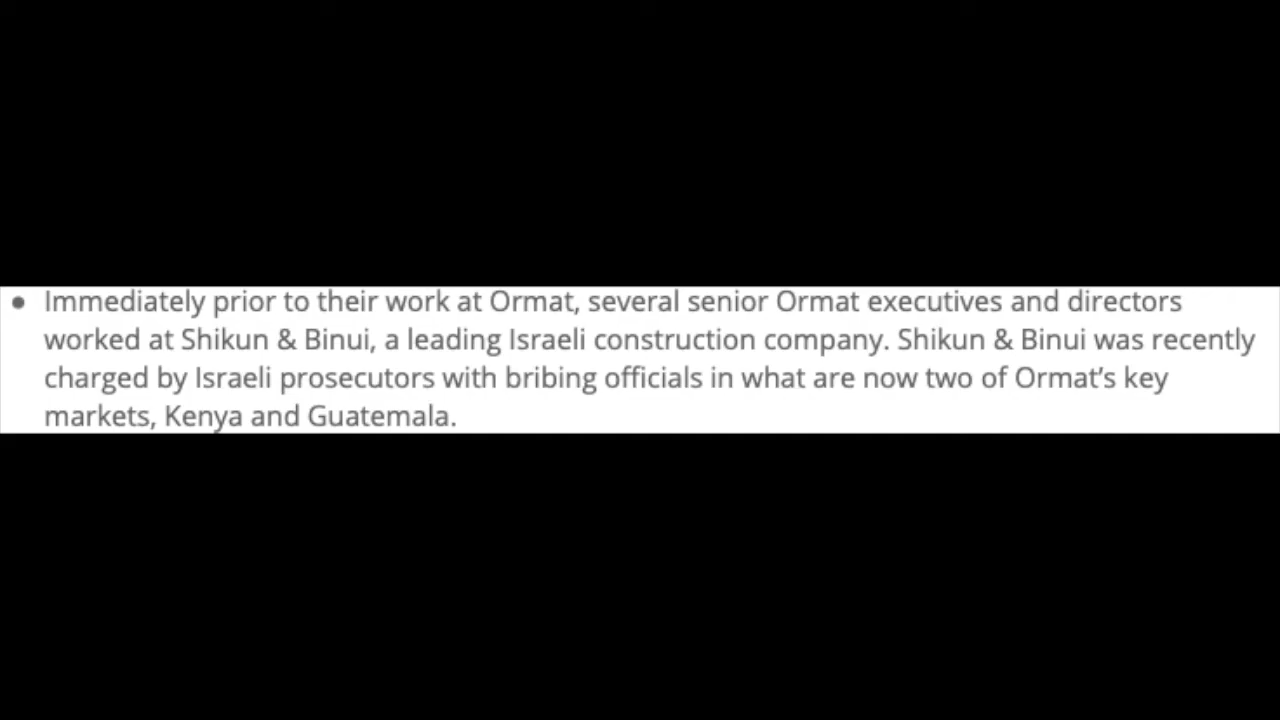 • Immediately prior to their work at Ormat, several senior Ormat executives and directors
worked at Shikun & Binui, a leading Israeli construction company. Shikun & Binui was recently
charged by Israeli prosecutors with bribing officials in what are now two of Ormat’s key
markets, Kenya and Guatemala.